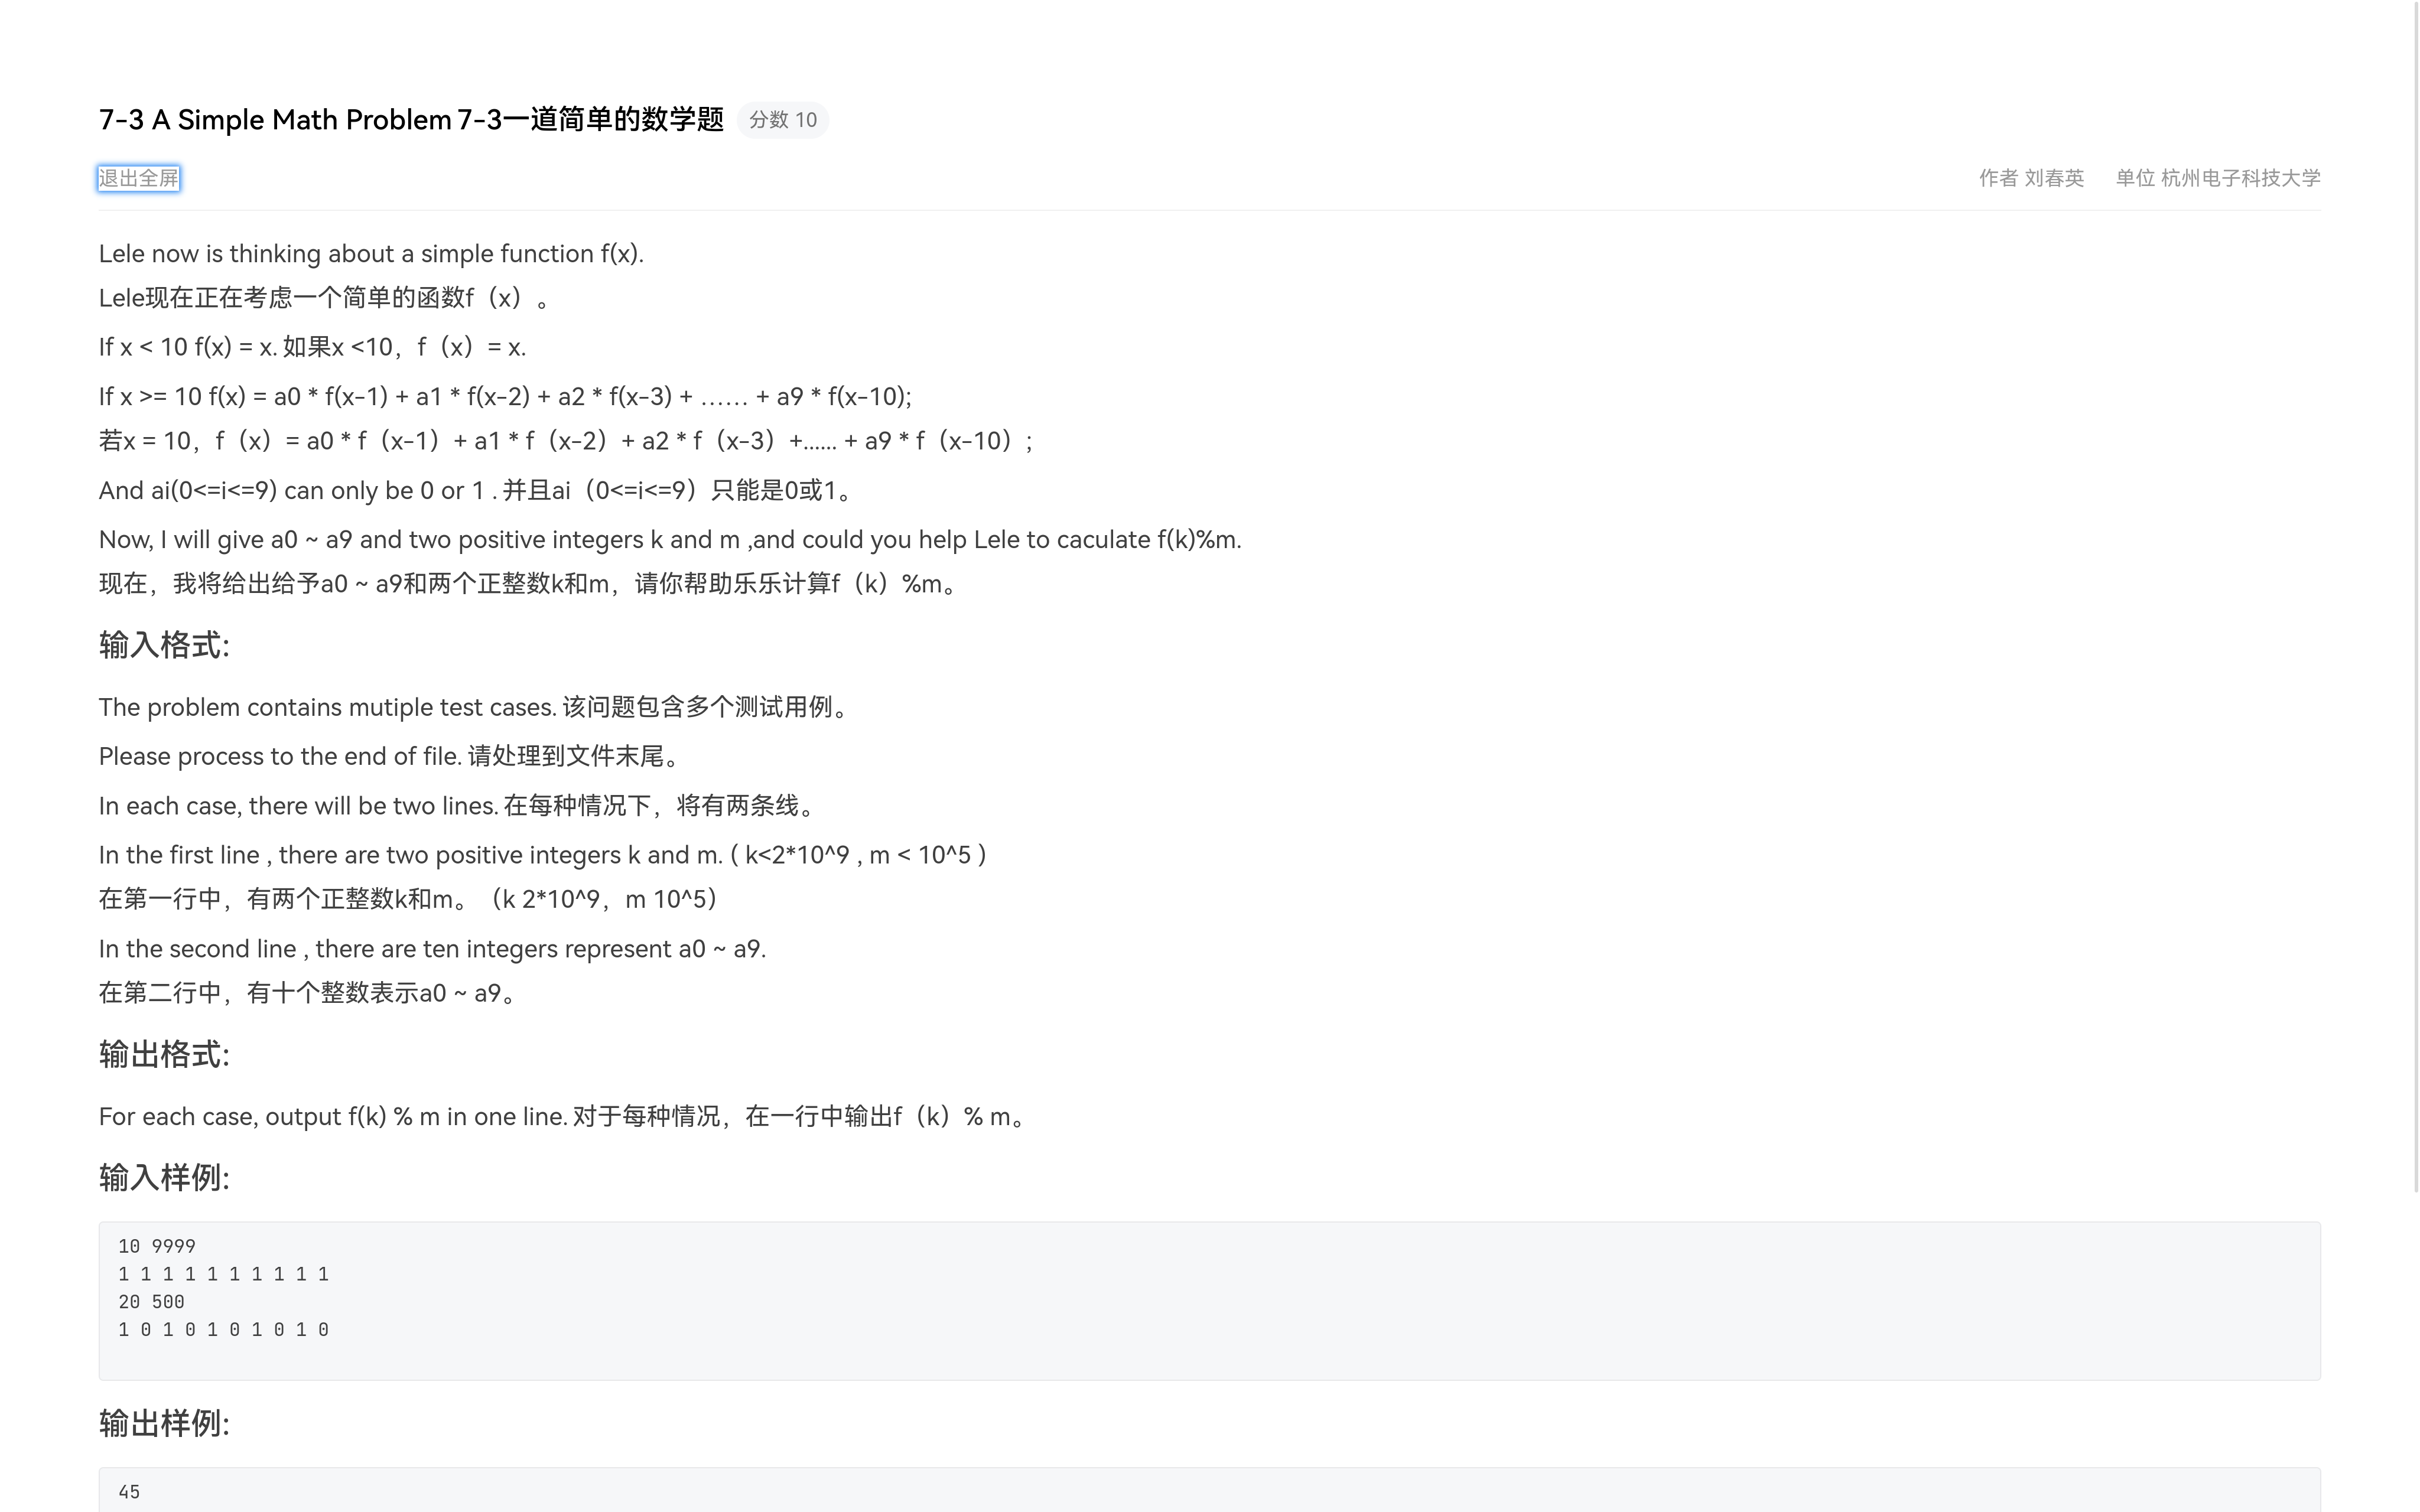 7-3 A Simple Math Problem 7-3一道简单的数学题 分数 10
退出全屏 作者 刘春英 单位 杭州电子科技大学
Lele now is thinking about a simple function f(x).
Lele现在正在考虑一个简单的函数f（x）。
If x < 10 f(x) = x. 如果x <10，f（x）= x.
If x >= 10 f(x) = a0 * f(x-1) + a1 * f(x-2) + a2 * f(x-3) + …… + a9 * f(x-10);
若x = 10，f（x）= a0 * f（x-1）+ a1 * f（x-2）+ a2 * f（x-3）+...... + a9 * f（x-10）;
And ai(0<=i<=9) can only be 0 or 1 . 并且ai（0<=i<=9）只能是0或1。
Now, I will give a0 ~ a9 and two positive integers k and m ,and could you help Lele to caculate f(k)%m.
现在，我将给出给予a0 ~ a9和两个正整数k和m，请你帮助乐乐计算f（k）%m。
输入格式:
The problem contains mutiple test cases. 该问题包含多个测试用例。
Please process to the end of file. 请处理到文件末尾。
In each case, there will be two lines. 在每种情况下，将有两条线。
In the first line , there are two positive integers k and m. ( k<2*10^9 , m < 10^5 )
在第一行中，有两个正整数k和m。（k 2*10^9，m 10^5）
In the second line , there are ten integers represent a0 ~ a9.
在第二行中，有十个整数表示a0 ~ a9。
输出格式:
For each case, output f(k) % m in one line. 对于每种情况，在一行中输出f（k）% m。
输入样例:
10 9999
1 1 1 1 1 1 1 1 1 1
20 500
1 0 1 0 1 0 1 0 1 0
输出样例:
45